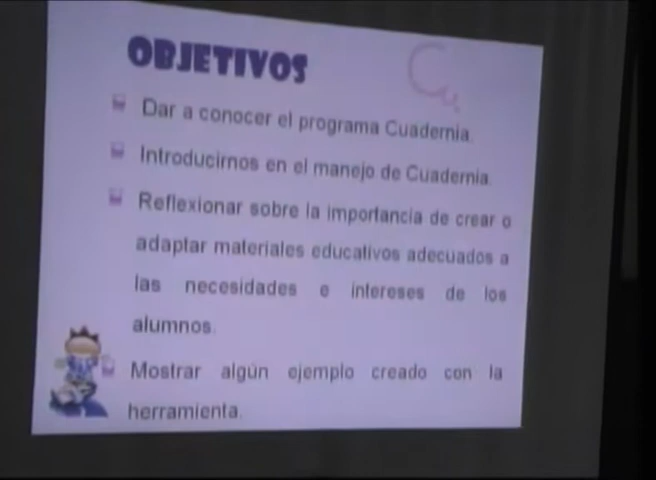 OBJETIVOS
Cu
Dar a conocer el programa Cuadernia.
Introducirnos en el manejo de Cuadernia.
Reflexionar sobre la importancia de crear o
adaptar materiales educativos adecuados a
las necesidades e intereses de los
alumnos.
Mostrar algún ejemplo creado con la
herramienta.